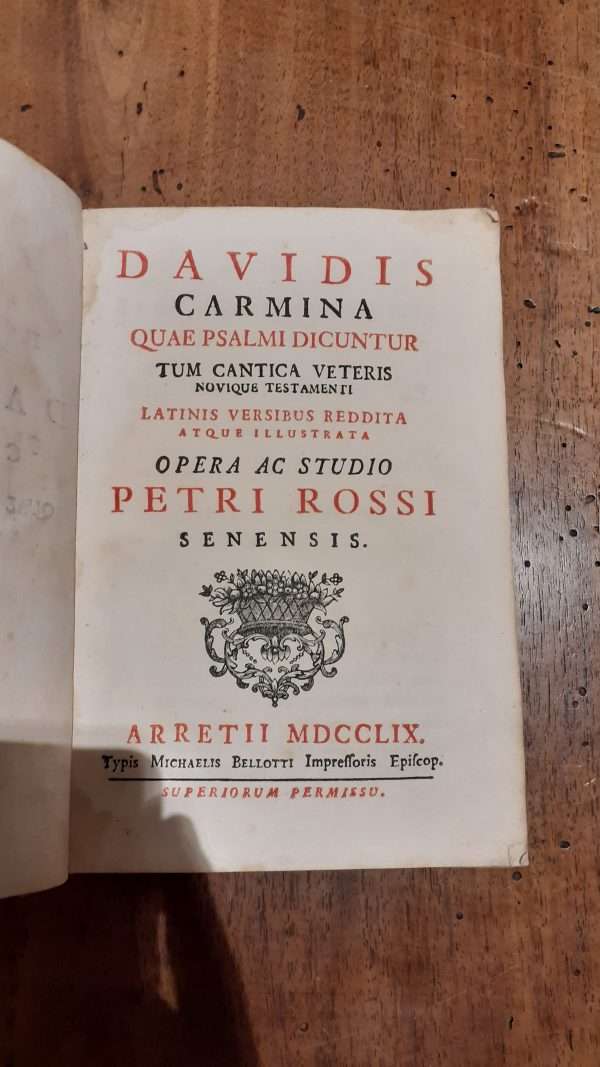 DAVIDIS
CARMINA
QUAE PSALMI DICUNTUR
TUM CANTICA VETERIS
NOVIQUE TESTAMENTI
LATINIS VERSIBUS REDDITA
ATQUE ILLUSTRATA
OPERA AC STUDIO
PETRI ROSSI
SENENSIS.
ARRETII MDCCLIX.
Typis MICHAELIS BELLOTTI Impreſſoris Epiſcop.
SUPERIORUM PERMISSU.